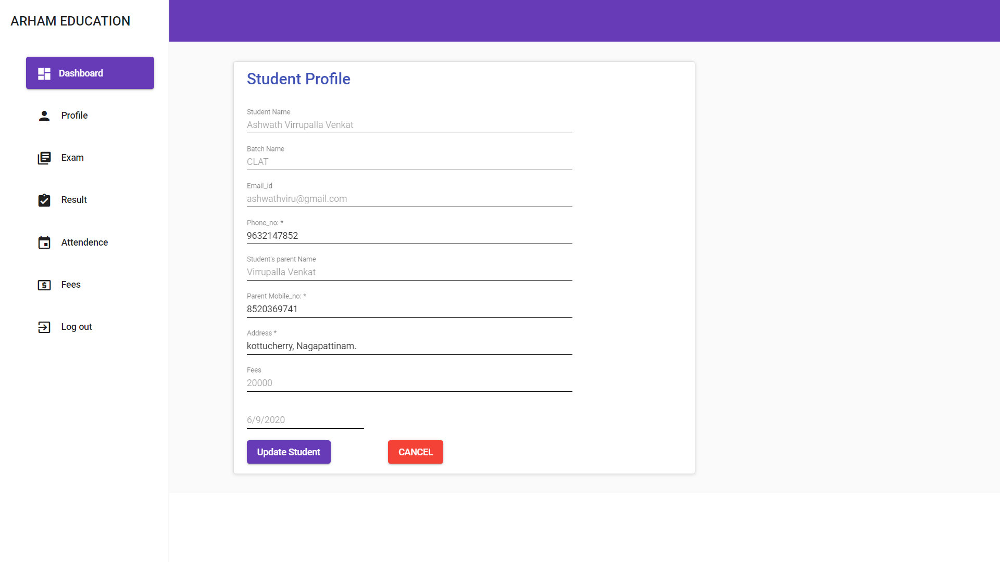 ARHAM EDUCATION
Dashboard
Profile
Exam
Result
Attendence
Fees
Log out
Student Profile
Student Name
Ashwath Virrupalla Venkat
Batch Name
CLAT
Email_id
ashwathviru@gmail.com
Phone_no: *
9632147852
Student's parent Name
Virrupalla Venkat
Parent Mobile_no: *
8520369741
Address *
kottucherry, Nagapattinam.
Fees
20000
6/9/2020
Update Student
CANCEL